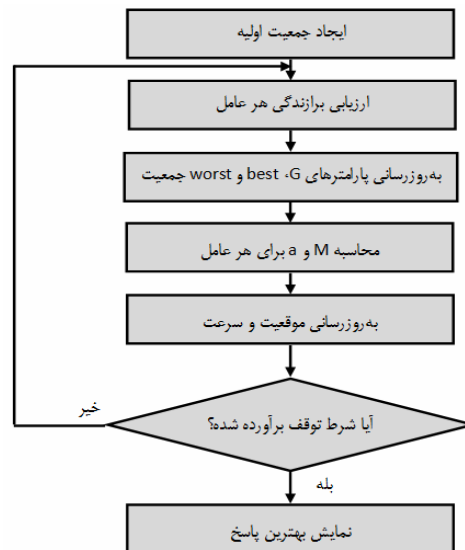 ایجاد جمعیت اولیه
ارزیابی برازندگی هر عامل
به‌روزرسانی پارامترهای G، best و worst جمعیت
محاسبه M و a برای هر عامل
به‌روزرسانی موقعیت و سرعت
آیا شرط توقف برآورده شده؟
خیر
بله
نمایش بهترین پاسخ